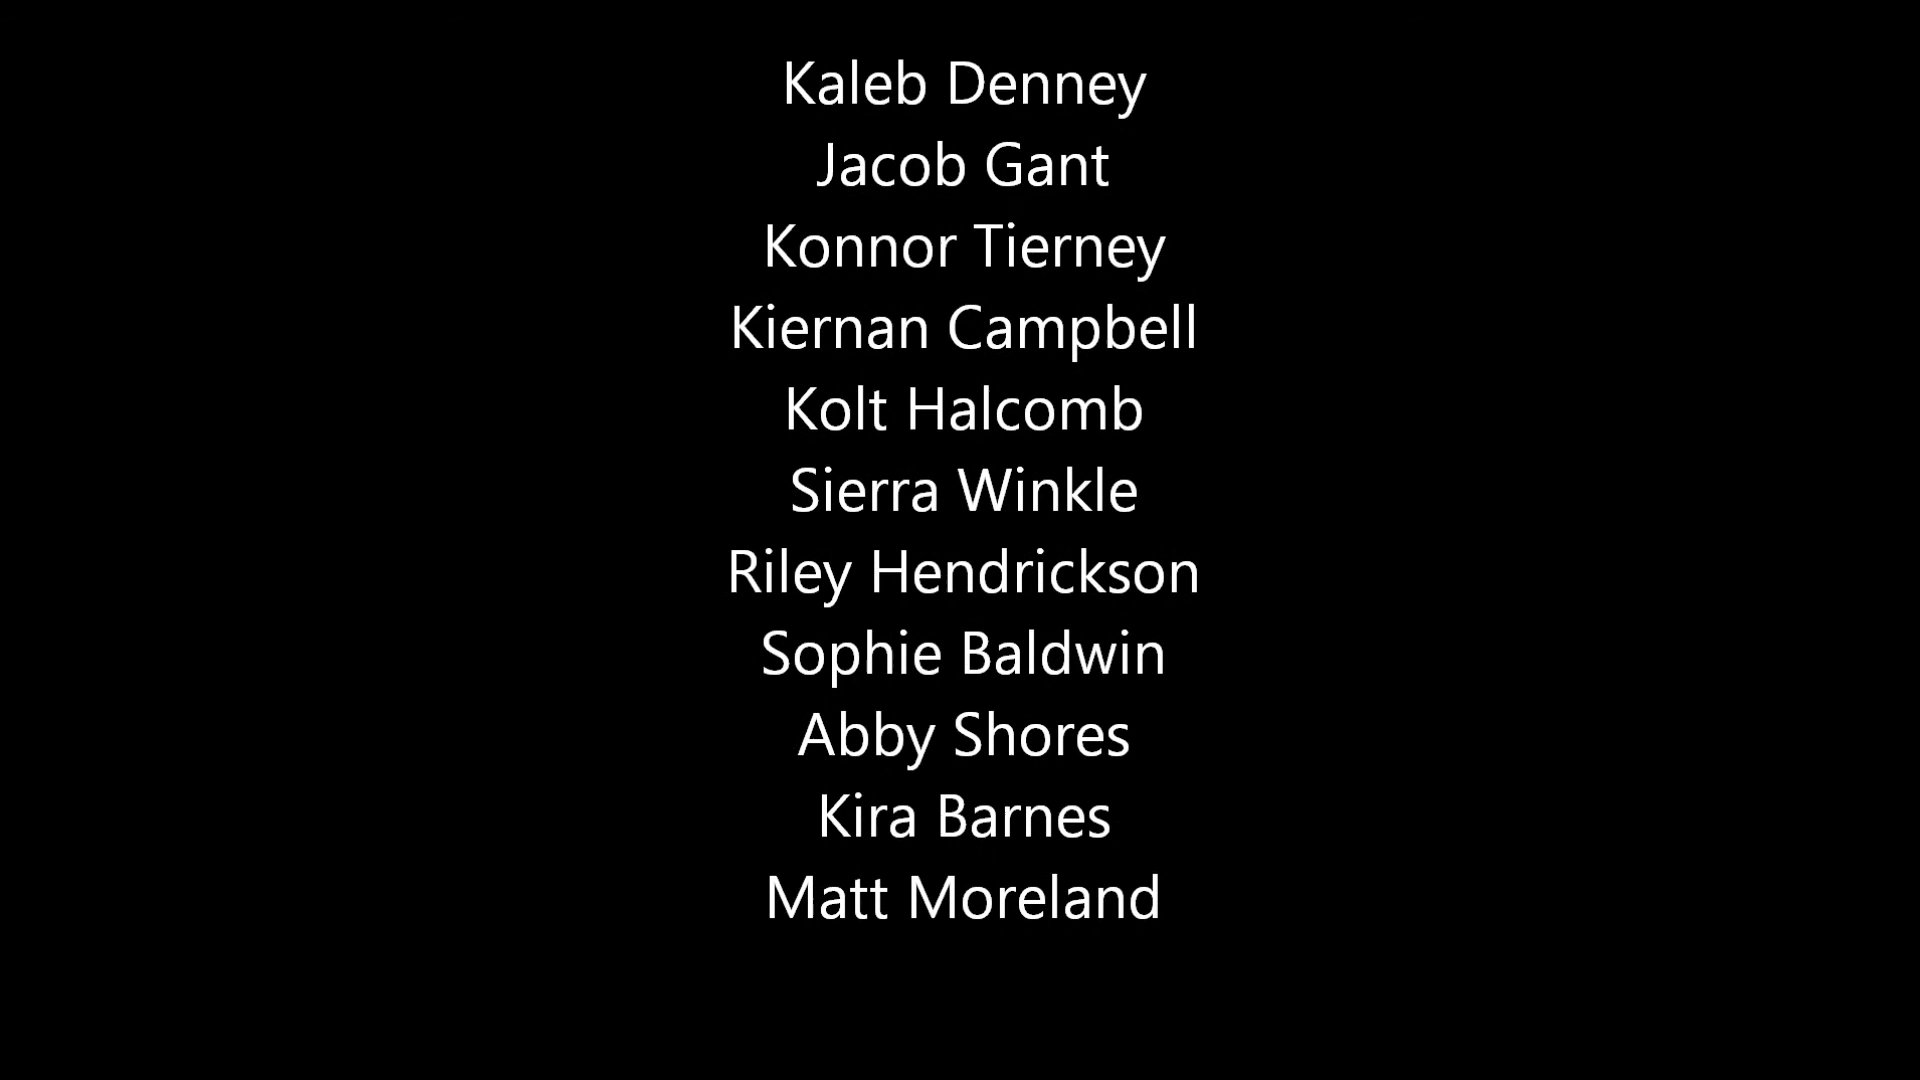 Kaleb Denney
Jacob Gant
Konnor Tierney
Kiernan Campbell
Kolt Halcomb
Sierra Winkle
Riley Hendrickson
Sophie Baldwin
Abby Shores
Kira Barnes
Matt Moreland